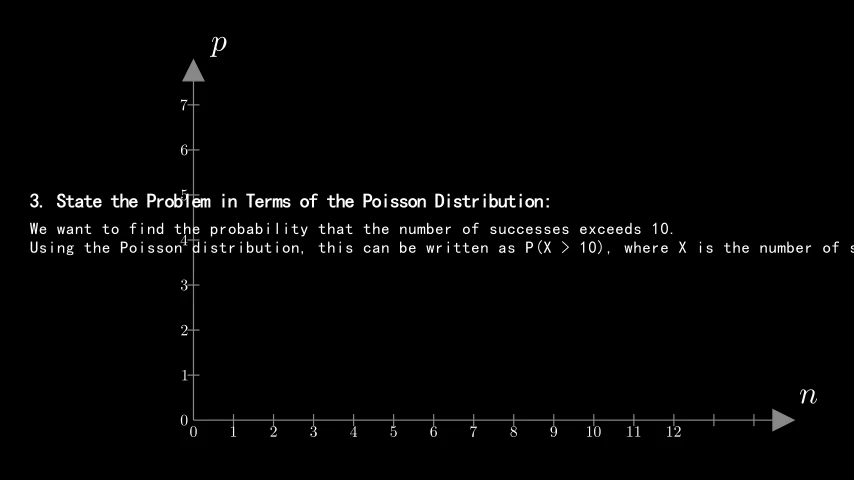 p
7
6
5
3. State the Problem in Terms of the Poisson Distribution:
We want to find the probability that the number of successes exceeds 10.
Using the Poisson distribution, this can be written as P(X > 10), where X is the number of
4
3
2
1
0
n
0 1 2 3 4 5 6 7 8 9 10 11 12